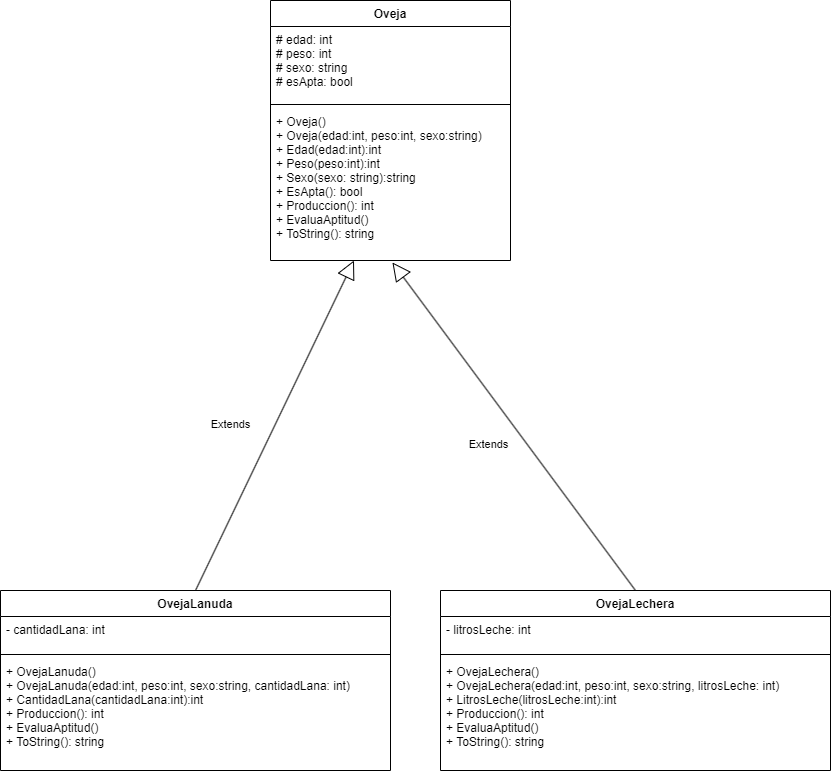 Oveja
# edad: int
# peso: int
# sexo: string
# esApta: bool
+ Oveja()
+ Oveja(edad:int, peso:int, sexo:string)
+ Edad(edad:int):int
+ Peso(peso:int):int
+ Sexo(sexo: string):string
+ EsApta(): bool
+ Produccion(): int
+ EvaluaAptitud()
+ ToString(): string
Extends
Extends
OvejaLanuda
- cantidadLana: int
+ OvejaLanuda()
+ OvejaLanuda(edad:int, peso:int, sexo:string, cantidadLana: int)
+ CantidadLana(cantidadLana:int):int
+ Produccion(): int
+ EvaluaAptitud()
+ ToString(): string
OvejaLechera
- litrosLeche: int
+ OvejaLechera()
+ OvejaLechera(edad:int, peso:int, sexo:string, litrosLeche: int)
+ LitrosLeche(litrosLeche:int):int
+ Produccion(): int
+ EvaluaAptitud()
+ ToString(): string